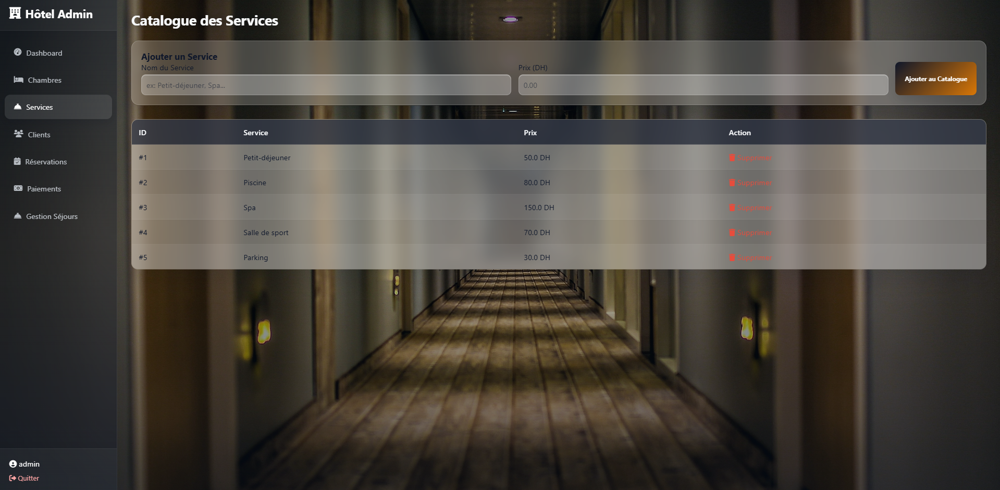 Hôtel Admin
Dashboard
Chambres
Services
Clients
Réservations
Paiements
Gestion Séjours
admin
Quitter
Catalogue des Services
Ajouter un Service
Nom du Service
Prix (DH)
ex: Petit-déjeuner, Spa...
0.00
Ajouter au Catalogue
ID Service Prix Action
#1 Petit-déjeuner 50.0 DH Supprimer
#2 Piscine 80.0 DH Supprimer
#3 Spa 150.0 DH Supprimer
#4 Salle de sport 70.0 DH Supprimer
#5 Parking 30.0 DH Supprimer